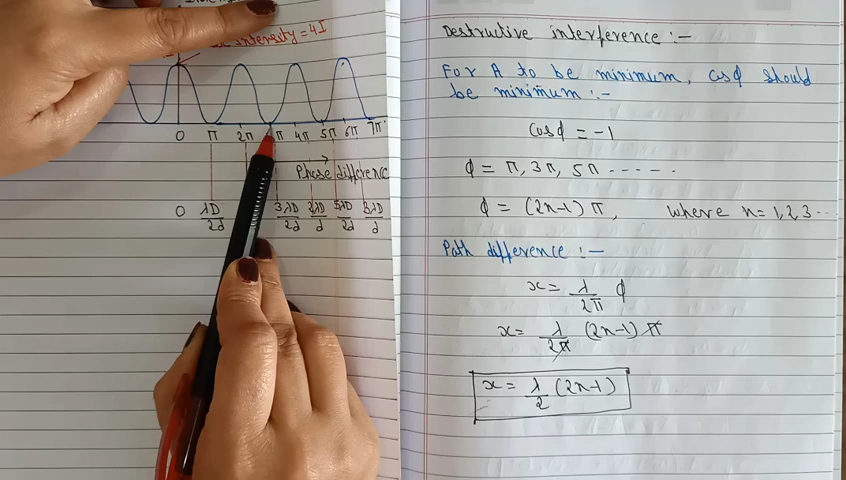 intensity = 4I
0 π 2π π 4π 5π 6π 7π
Phase difference
0 λD/2d 3λD/2d 2λD/d 5λD/2d 3λD/d
Destructive interference :-
For A to be minimum, cosϕ should
be minimum :-
cosϕ = -1
ϕ = π, 3π, 5π - - - - -
ϕ = (2n-1) π, where n = 1, 2, 3 - -
Path difference :-
x = λ/2π ϕ
x = λ/2π (2n-1) π
x = λ/2 (2n-1)